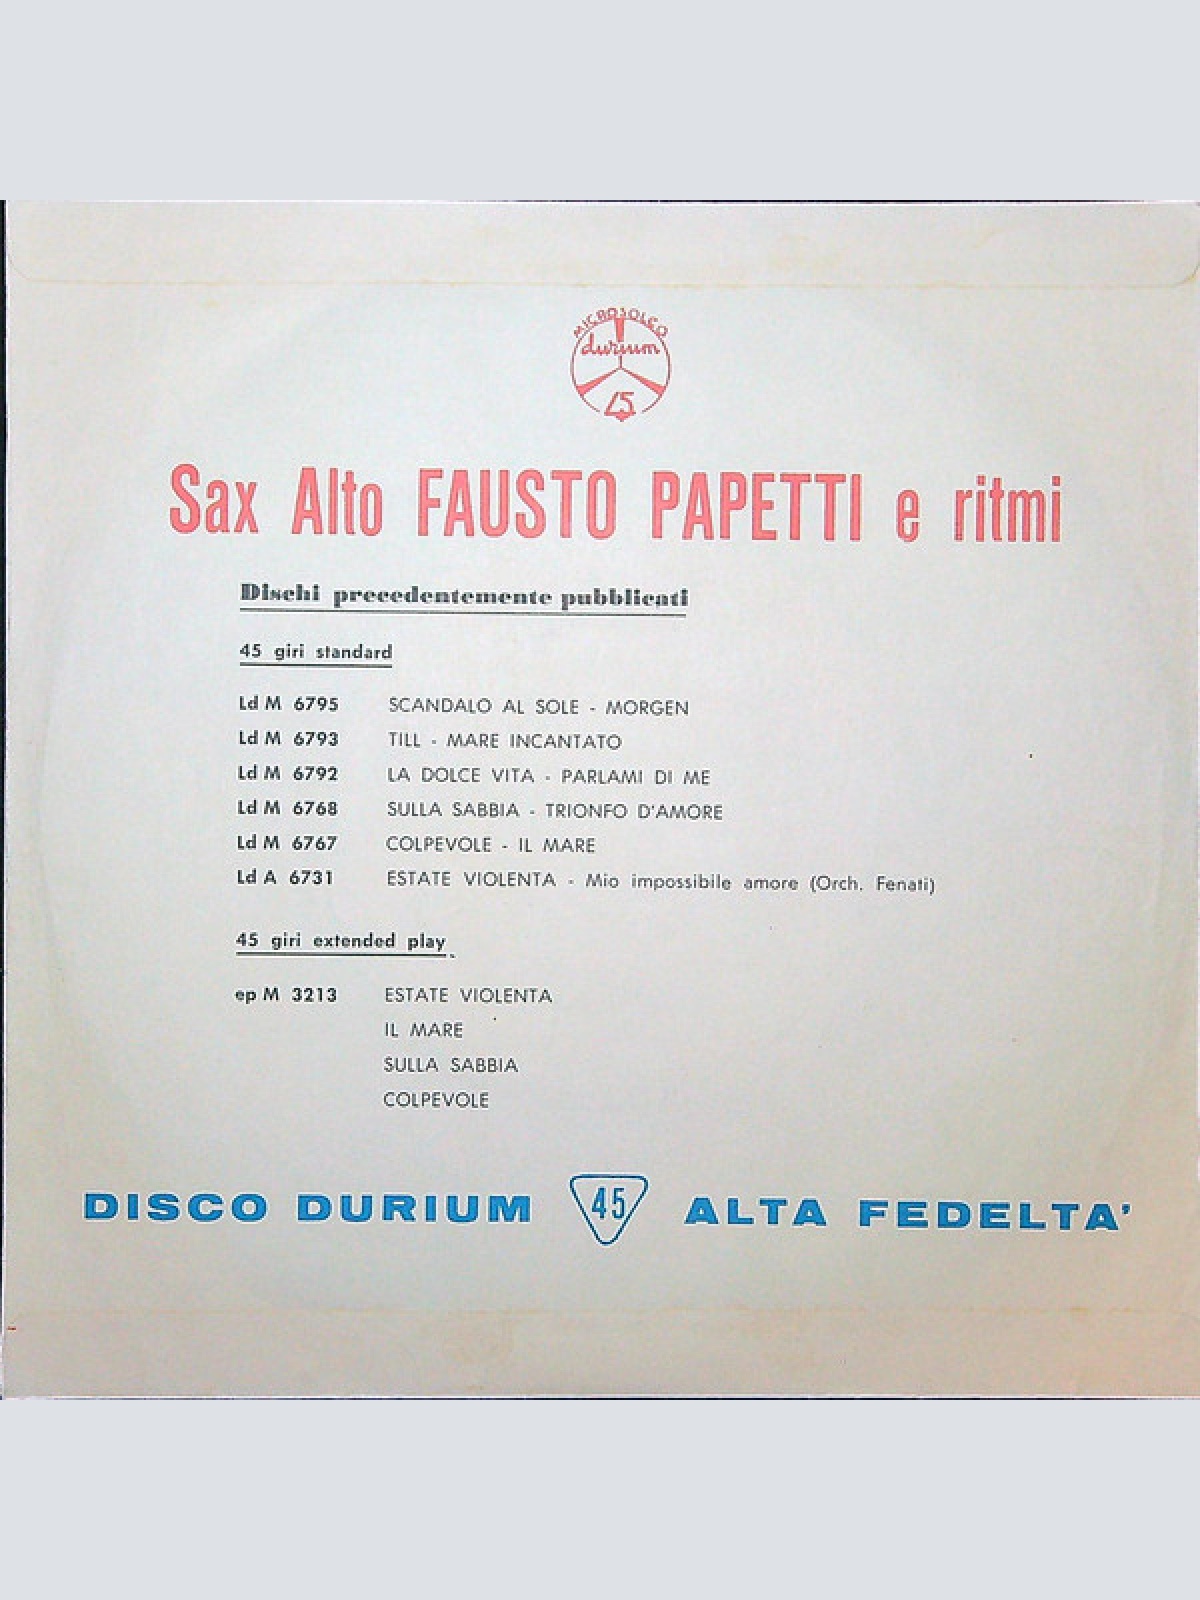 MICROSOLCO
durium
45
Sax Alto FAUSTO PAPETTI e ritmi
Dischi precedentemente pubblicati
45 giri standard
Ld M 6795 SCANDALO AL SOLE - MORGEN
Ld M 6793 TILL - MARE INCANTATO
Ld M 6792 LA DOLCE VITA - PARLAMI DI ME
Ld M 6768 SULLA SABBIA - TRIONFO D'AMORE
Ld M 6767 COLPEVOLE - IL MARE
Ld A 6731 ESTATE VIOLENTA - Mio impossibile amore (Orch. Fenati)
45 giri extended play
ep M 3213 ESTATE VIOLENTA
IL MARE
SULLA SABBIA
COLPEVOLE
DISCO DURIUM 45 ALTA FEDELTA'